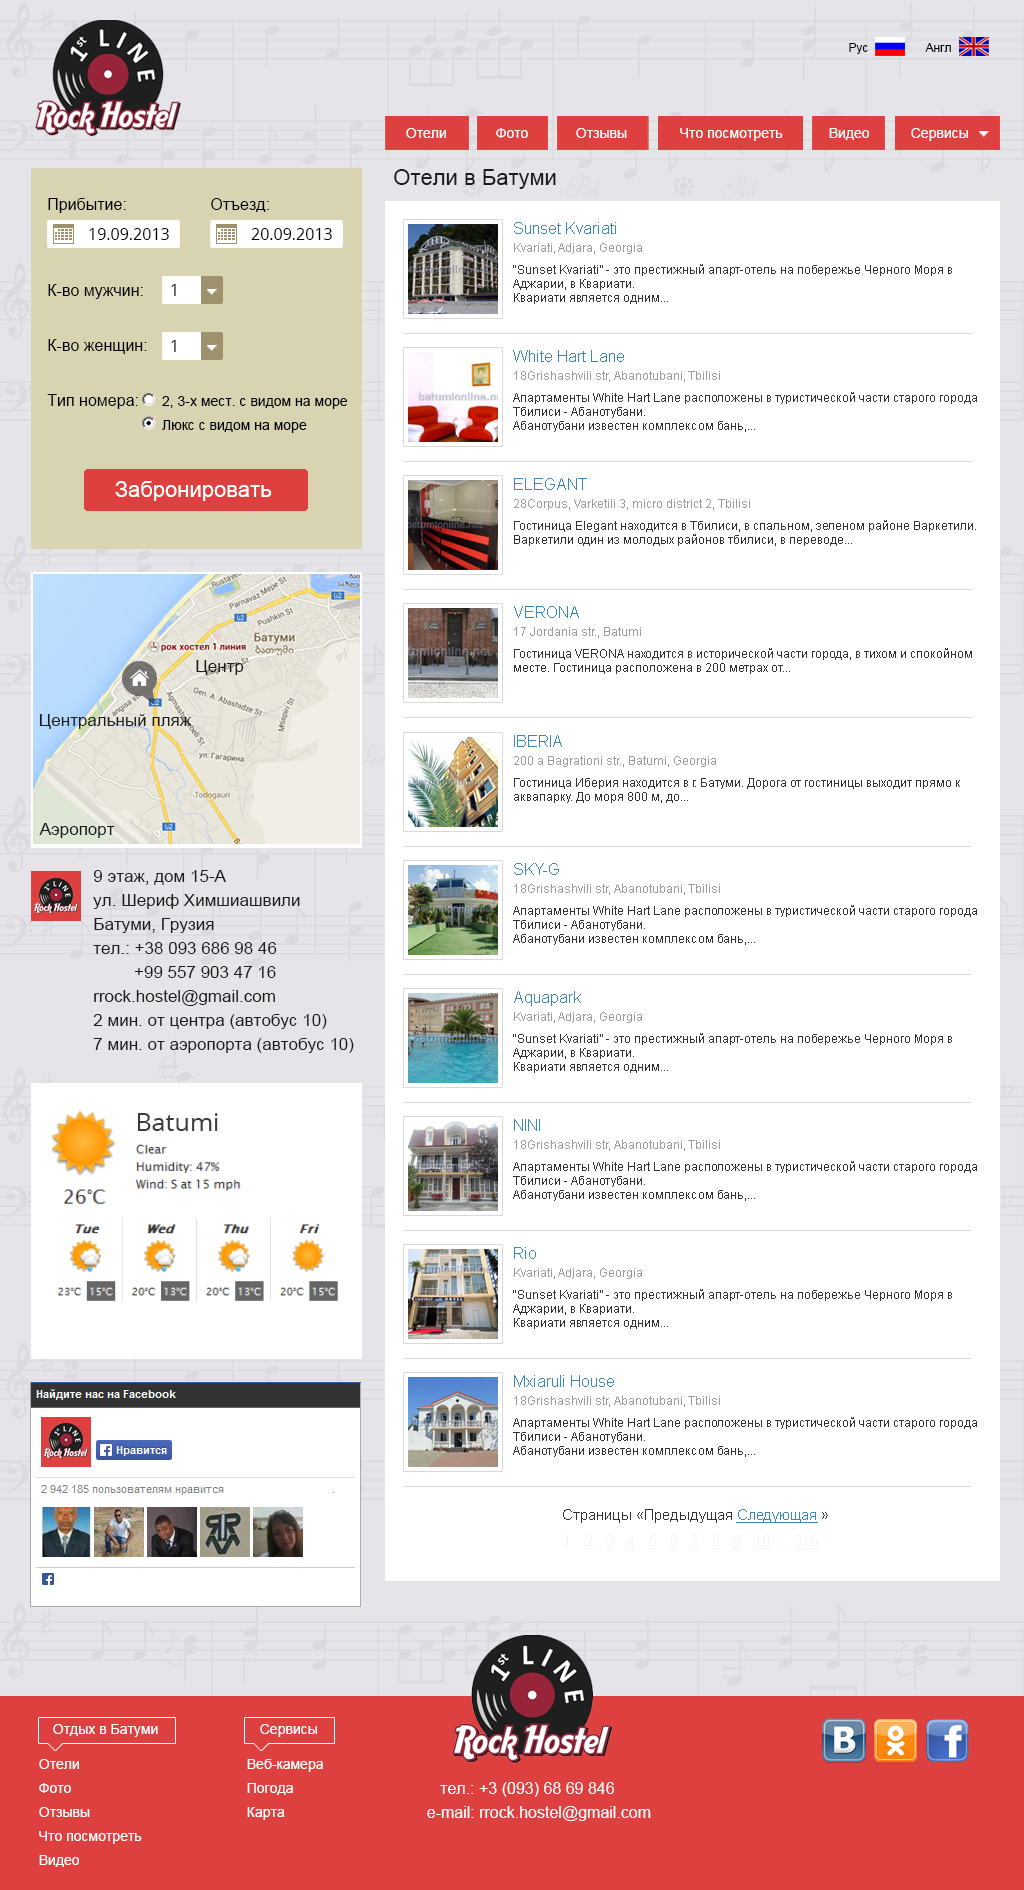 1st LINE
Rock Hostel
Рус
Англ
Отели
Фото
Отзывы
Что посмотреть
Видео
Сервисы
Отели в Батуми
Прибытие:
Отъезд:
19.09.2013
20.09.2013
К-во мужчин:
1
К-во женщин:
1
Тип номера:
2, 3-х мест. с видом на море
Люкс с видом на море
Забронировать
Rustaveli
Parnavaz Mepe St
Pushkin St
Батуми
ბათუმი
рок хостел 1 линия
Центр
Gen. A. Abashidze St
Центральный пляж
ул. Гагарина
Todogauri
Аэропорт
9 этаж, дом 15-А
ул. Шериф Химшиашвили
Батуми, Грузия
тел.: +38 093 686 98 46
+99 557 903 47 16
rrock.hostel@gmail.com
2 мин. от центра (автобус 10)
7 мин. от аэропорта (автобус 10)
Batumi
Clear
Humidity: 47%
Wind: S at 15 mph
26°C
Tue
Wed
Thu
Fri
23°C 15°C
20°C 13°C
20°C 13°C
20°C 15°C
Найдите нас на Facebook
1st LINE
Rock Hostel
Нравится
2 942 185 пользователям нравится
Sunset Kvariati
Kvariati, Adjara, Georgia
"Sunset Kvariati" - это престижный апарт-отель на побережье Черного Моря в
Аджарии, в Квариати.
Квариати является одним...
White Hart Lane
18Grishashvili str, Abanotubani, Tbilisi
Апартаменты White Hart Lane расположены в туристической части старого города
Тбилиси - Абанотубани.
Абанотубани известен комплексом бань,...
ELEGANT
28Corpus, Varketili 3, micro district 2, Tbilisi
Гостиница Elegant находится в Тбилиси, в спальном, зеленом районе Варкетили.
Варкетили один из молодых районов тбилиси, в переводе...
VERONA
17 Jordania str., Batumi
Гостиница VERONA находится в исторической части города, в тихом и спокойном
месте. Гостиница расположена в 200 метрах от...
IBERIA
200 a Bagrationi str., Batumi, Georgia
Гостиница Иберия находится в г. Батуми. Дорога от гостиницы выходит прямо к
аквапарку. До моря 800 м, до...
SKY-G
18Grishashvili str, Abanotubani, Tbilisi
Апартаменты White Hart Lane расположены в туристической части старого города
Тбилиси - Абанотубани.
Абанотубани известен комплексом бань,...
Aquapark
Kvariati, Adjara, Georgia
"Sunset Kvariati" - это престижный апарт-отель на побережье Черного Моря в
Аджарии, в Квариати.
Квариати является одним...
NINI
18Grishashvili str, Abanotubani, Tbilisi
Апартаменты White Hart Lane расположены в туристической части старого города
Тбилиси - Абанотубани.
Абанотубани известен комплексом бань,...
Rio
Kvariati, Adjara, Georgia
"Sunset Kvariati" - это престижный апарт-отель на побережье Черного Моря в
Аджарии, в Квариати.
Квариати является одним...
Mxiaruli House
18Grishashvili str, Abanotubani, Tbilisi
Апартаменты White Hart Lane расположены в туристической части старого города
Тбилиси - Абанотубани.
Абанотубани известен комплексом бань,...
Страницы «Предыдущая Следующая »
1 2 3 4 5 6 7 8 9 10 ... 315
1st LINE
Rock Hostel
Отдых в Батуми
Отели
Фото
Отзывы
Что посмотреть
Видео
Сервисы
Веб-камера
Погода
Карта
тел.: +3 (093) 68 69 846
e-mail: rrock.hostel@gmail.com